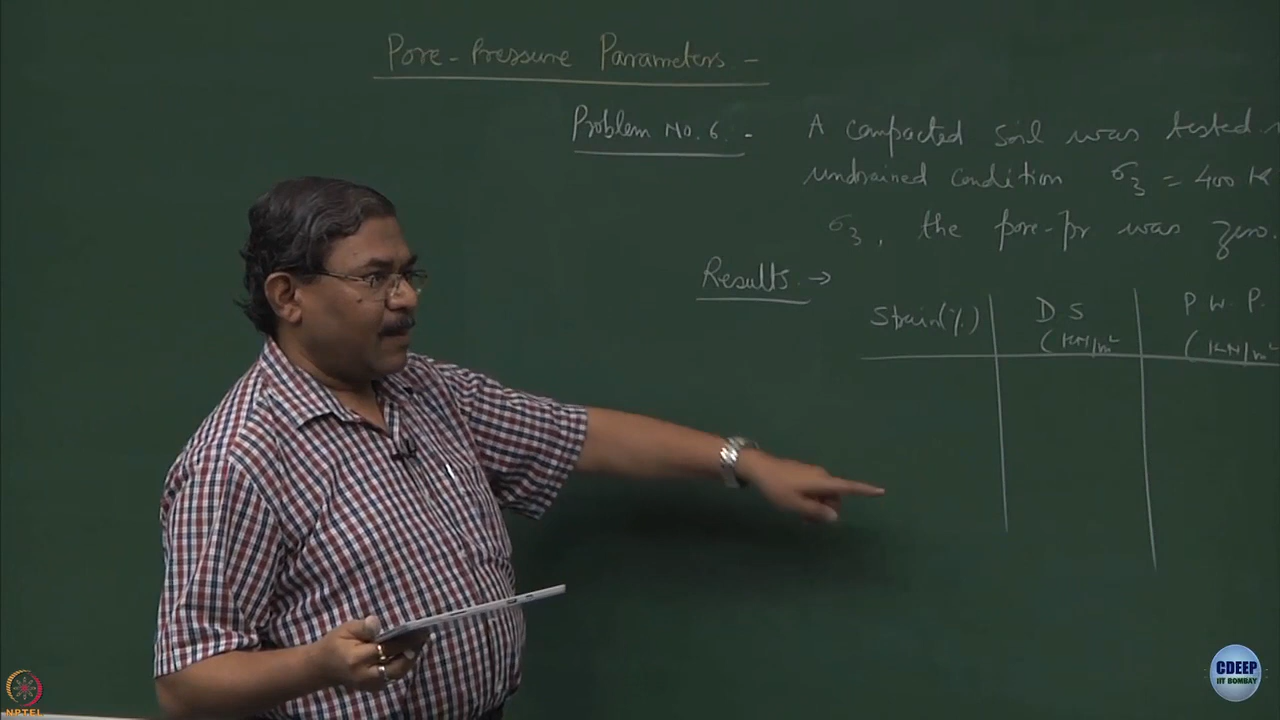 Pore-Pressure Parameters -
Problem No. 6. -
A compacted soil was tested
undrained condition σ3 = 400 K
σ3, the pore-pr was zero.
Results. →
Strain(%)
D S
(KN/m²
P W P.
(KN/m²
NPTEL
CDEEP
IIT BOMBAY